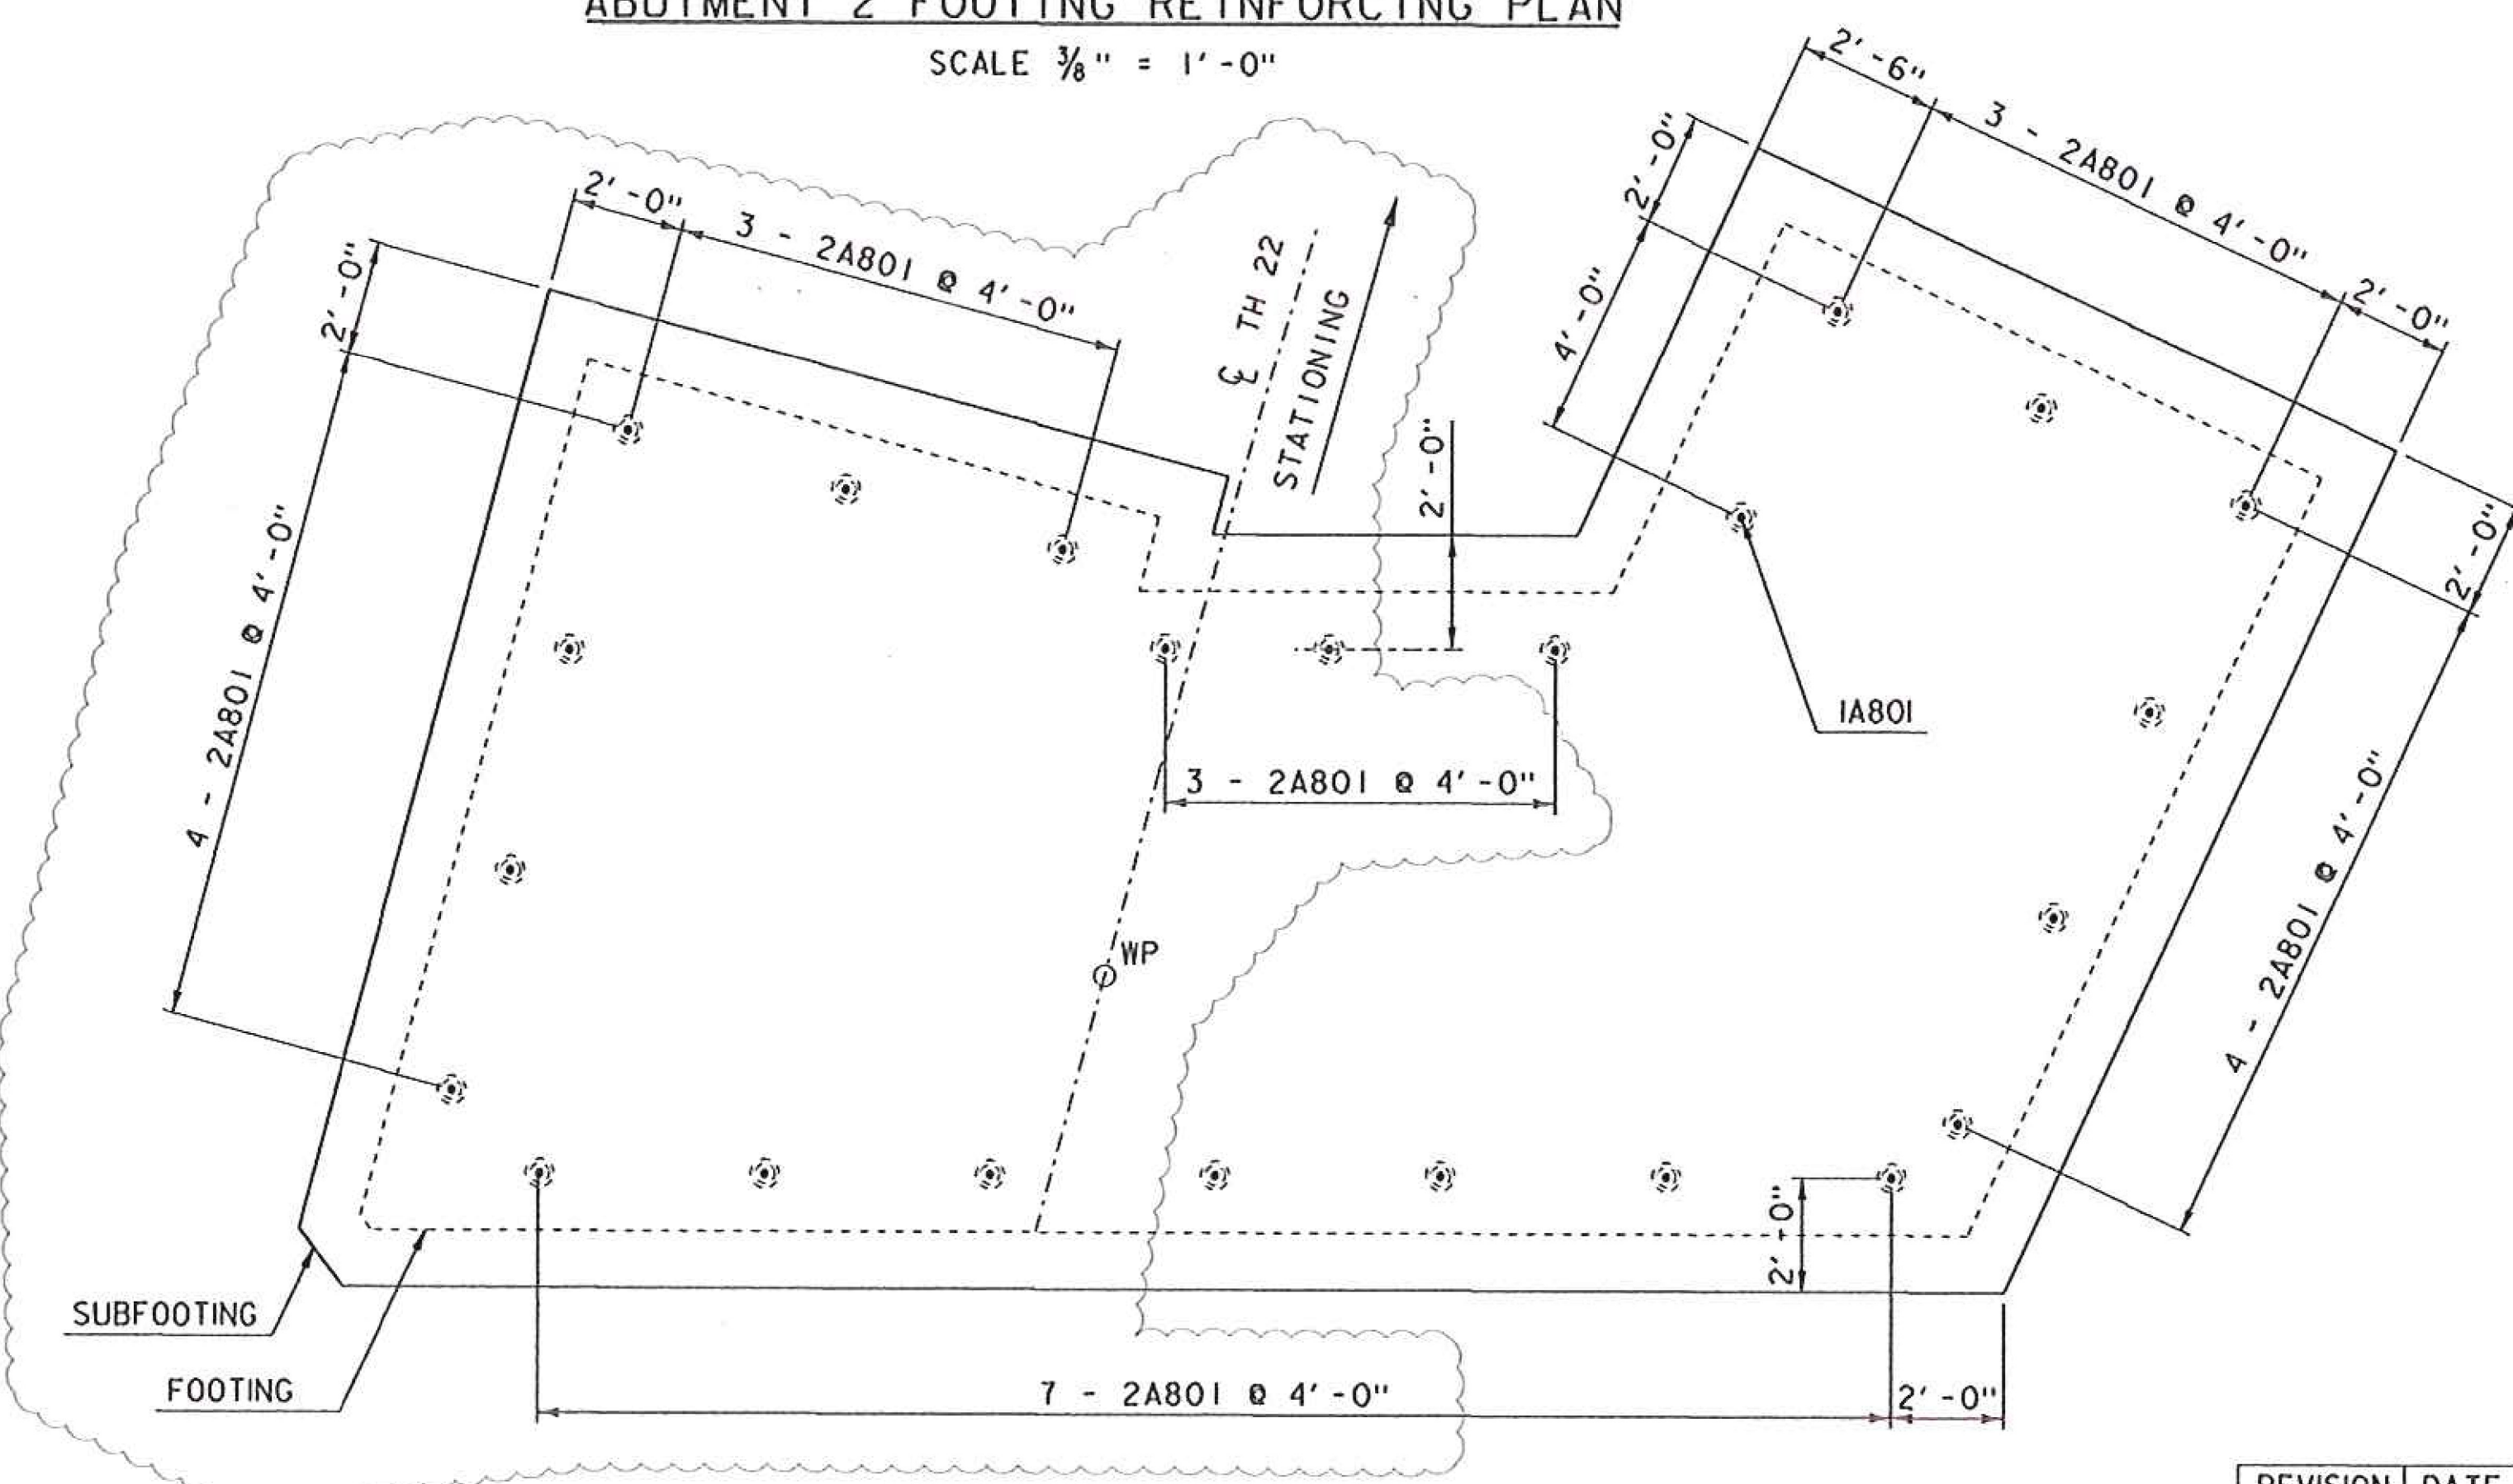 ABUTMENT 2 FOOTING REINFORCING PLAN
SCALE 3/8" = 1'-0"
2'-6"
3 - 2A801 @ 4'-0"
2'-0"
2'-0"
4'-0"
2'-0"
3 - 2A801 @ 4'-0"
2'-0"
℄ TH 22
STATIONING
2'-0"
2'-0"
4 - 2A801 @ 4'-0"
1A801
3 - 2A801 @ 4'-0"
4 - 2A801 @ 4'-0"
WP
2'-0"
SUBFOOTING
FOOTING
7 - 2A801 @ 4'-0"
2'-0"
REVISION
DATE